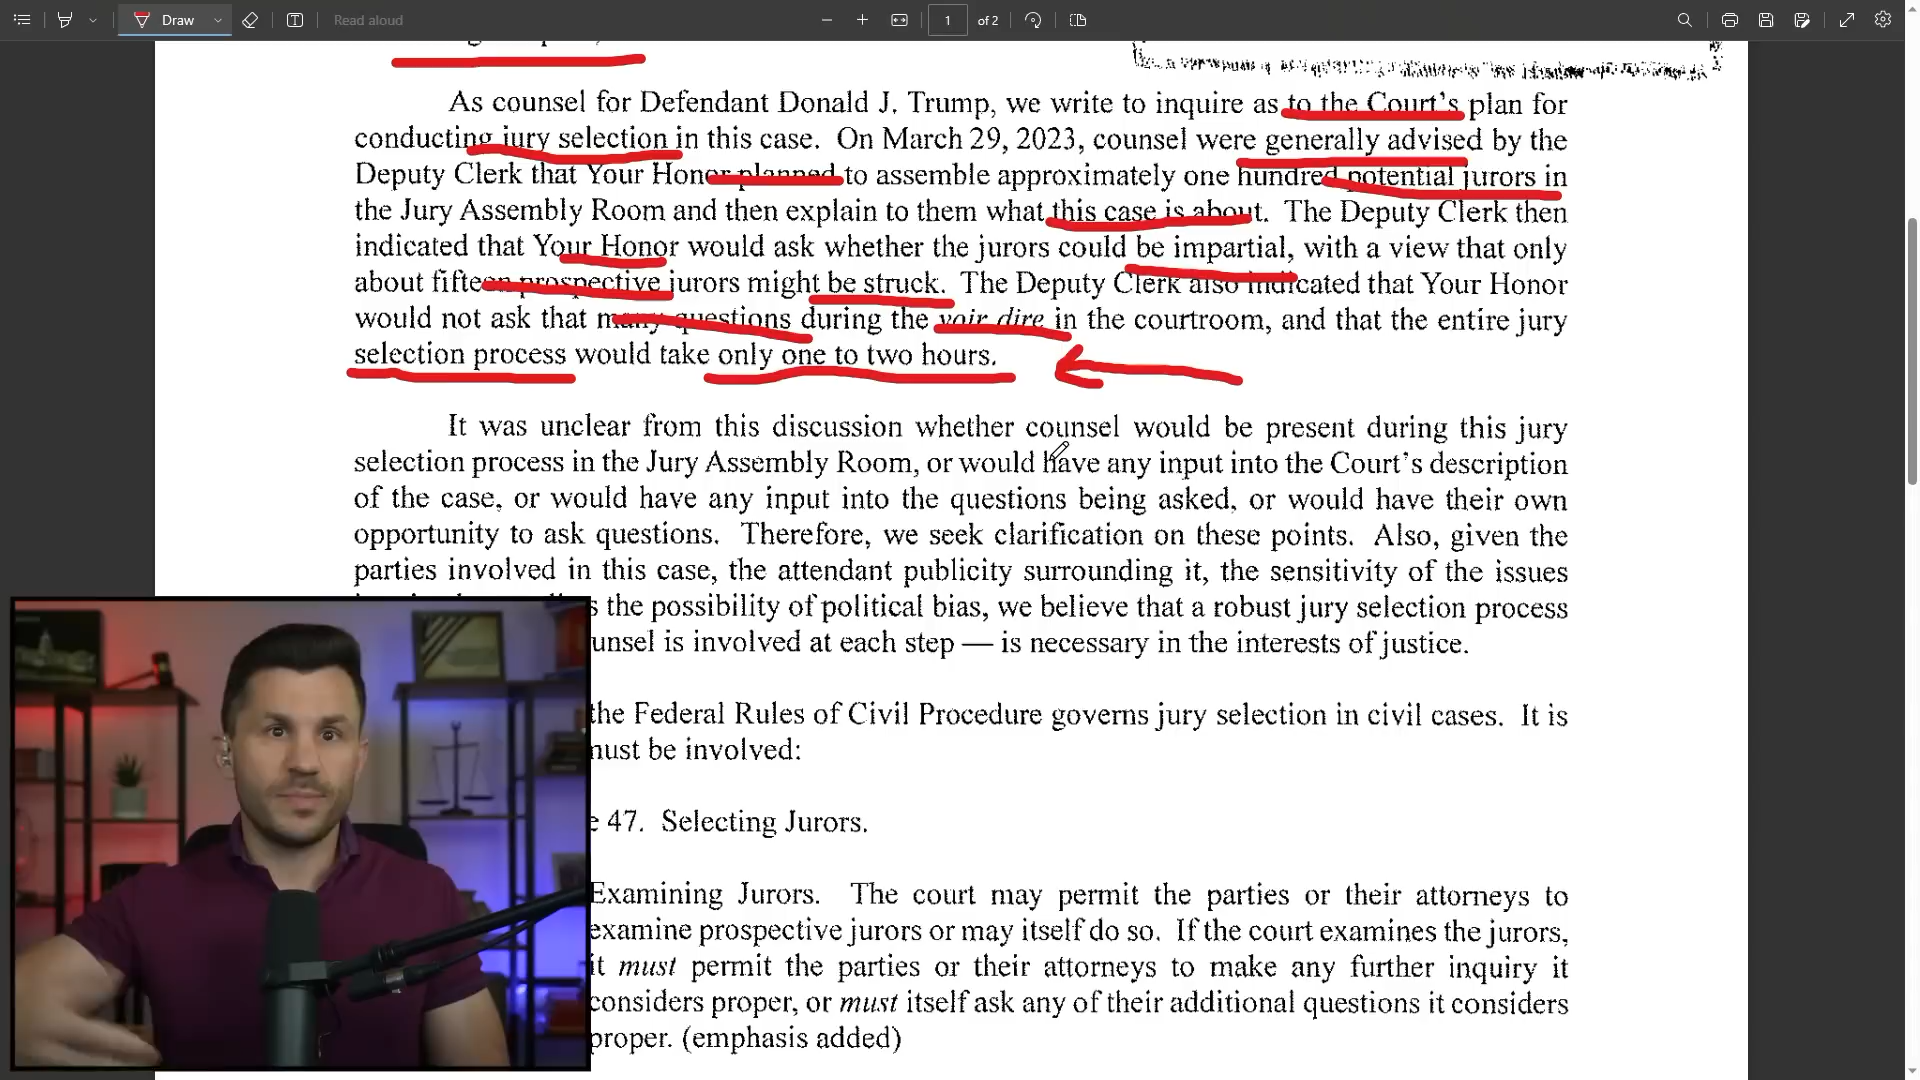 Draw
Read aloud
1
of 2
As counsel for Defendant Donald J. Trump, we write to inquire as to the Court's plan for
conducting jury selection in this case. On March 29, 2023, counsel were generally advised by the
Deputy Clerk that Your Honor planned to assemble approximately one hundred potential jurors in
the Jury Assembly Room and then explain to them what this case is about. The Deputy Clerk then
indicated that Your Honor would ask whether the jurors could be impartial, with a view that only
about fifteen prospective jurors might be struck. The Deputy Clerk also indicated that Your Honor
would not ask that many questions during the voir dire in the courtroom, and that the entire jury
selection process would take only one to two hours.
It was unclear from this discussion whether counsel would be present during this jury
selection process in the Jury Assembly Room, or would have any input into the Court's description
of the case, or would have any input into the questions being asked, or would have their own
opportunity to ask questions. Therefore, we seek clarification on these points. Also, given the
parties involved in this case, the attendant publicity surrounding it, the sensitivity of the issues
the possibility of political bias, we believe that a robust jury selection process
unsel is involved at each step — is necessary in the interests of justice.
the Federal Rules of Civil Procedure governs jury selection in civil cases. It is
must be involved:
e 47. Selecting Jurors.
Examining Jurors. The court may permit the parties or their attorneys to
examine prospective jurors or may itself do so. If the court examines the jurors,
it must permit the parties or their attorneys to make any further inquiry it
considers proper, or must itself ask any of their additional questions it considers
proper. (emphasis added)